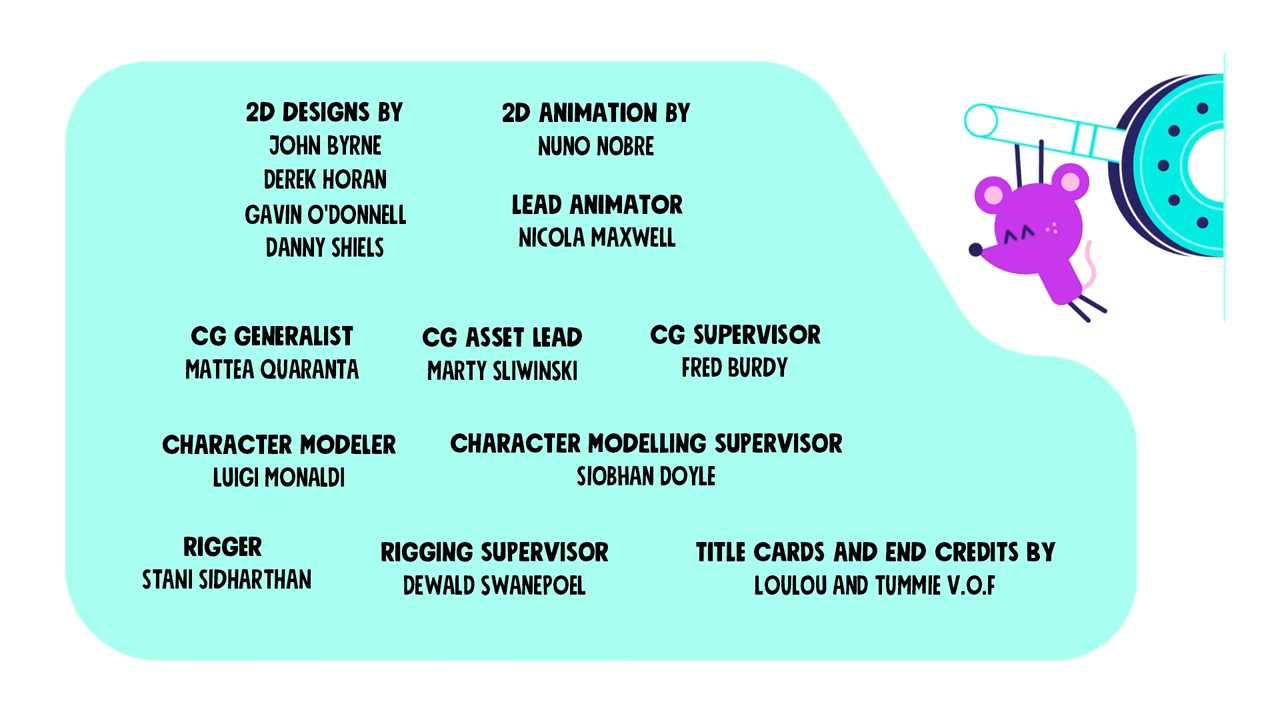 2D DESIGNS BY
JOHN BYRNE
DEREK HORAN
GAVIN O'DONNELL
DANNY SHIELS
2D ANIMATION BY
NUNO NOBRE
LEAD ANIMATOR
NICOLA MAXWELL
CG GENERALIST
MATTEA QUARANTA
CG ASSET LEAD
MARTY SLIWINSKI
CG SUPERVISOR
FRED BURDY
CHARACTER MODELER
LUIGI MONALDI
CHARACTER MODELLING SUPERVISOR
SIOBHAN DOYLE
RIGGER
STANI SIDHARTHAN
RIGGING SUPERVISOR
DEWALD SWANEPOEL
TITLE CARDS AND END CREDITS BY
LOULOU AND TUMMIE V.O.F